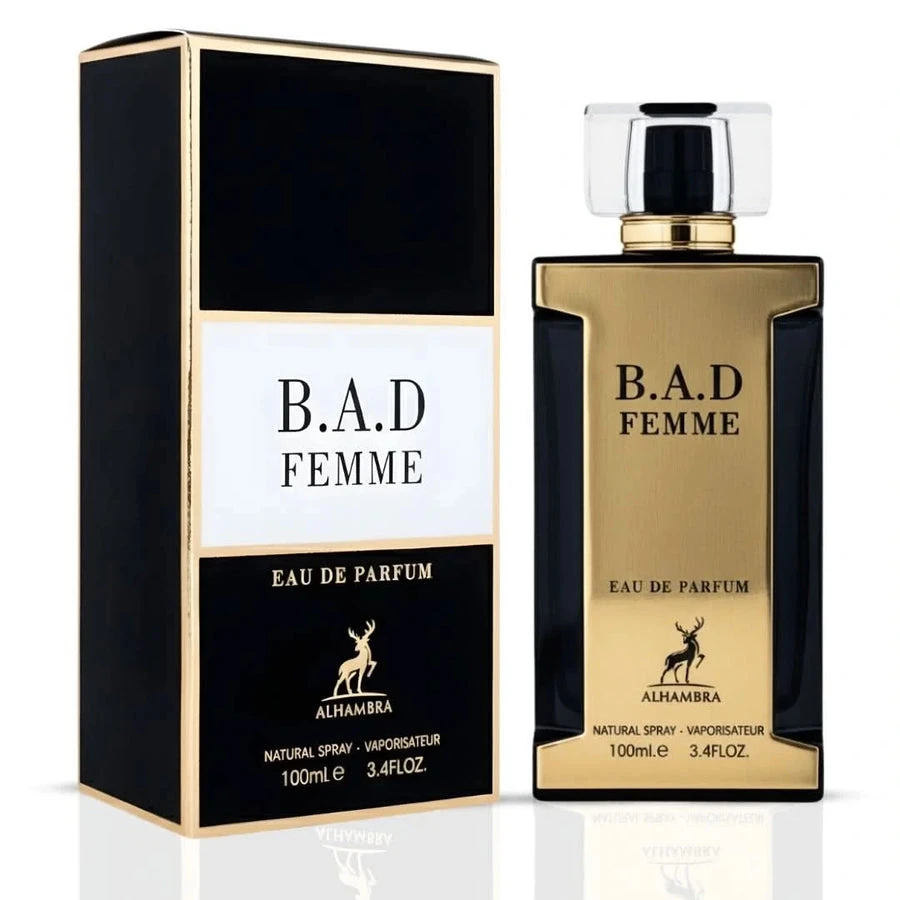 B.A.D
FEMME
EAU DE PARFUM
ALHAMBRA
NATURAL SPRAY · VAPORISATEUR
100ml.e 3.4FLOZ.
B.A.D
FEMME
EAU DE PARFUM
ALHAMBRA
NATURAL SPRAY · VAPORISATEUR
100ml.e 3.4FLOZ.